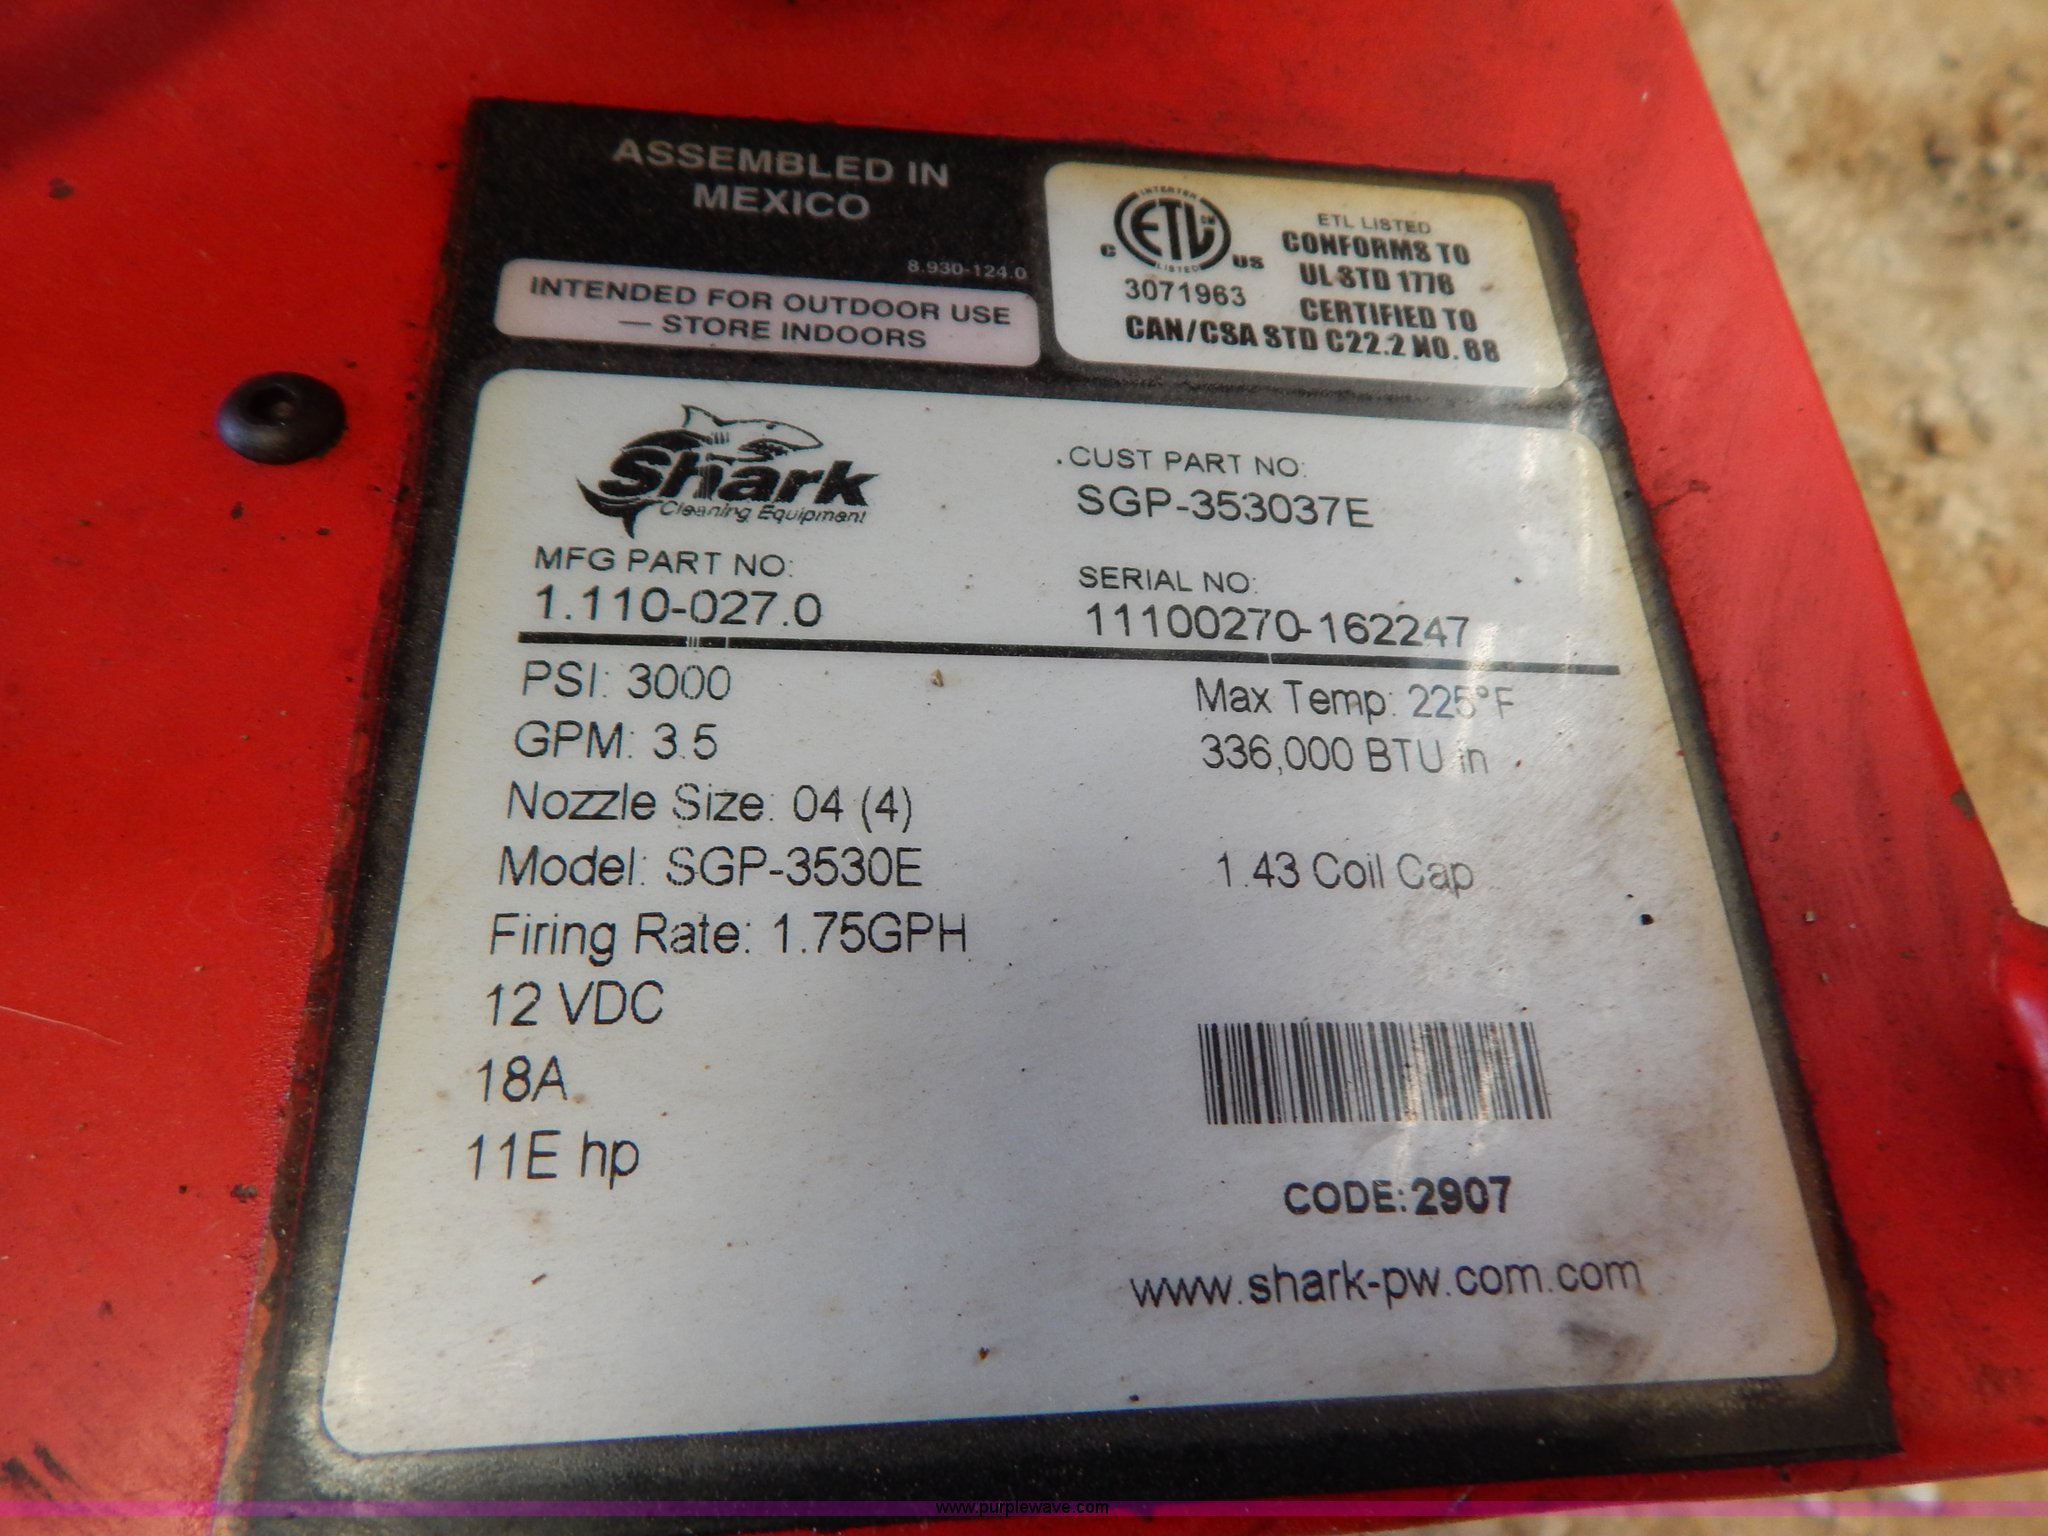 ASSEMBLED IN
MEXICO
8.930-124.0
INTENDED FOR OUTDOOR USE
— STORE INDOORS
INTERTEK
ETL CM
LISTED
C US
3071963
ETL LISTED
CONFORMS TO
UL STD 1776
CERTIFIED TO
CAN/CSA STD C22.2 NO. 68
Shark
Cleaning Equipment
CUST PART NO:
SGP-353037E
MFG PART NO:
1.110-027.0
SERIAL NO:
11100270-162247
PSI: 3000
Max Temp: 225°F
GPM: 3.5
336,000 BTU in
Nozzle Size: 04 (4)
Model: SGP-3530E
1.43 Coil Cap
Firing Rate: 1.75GPH
12 VDC
18A
11E hp
CODE:2907
www.shark-pw.com.com
www.purplewave.com